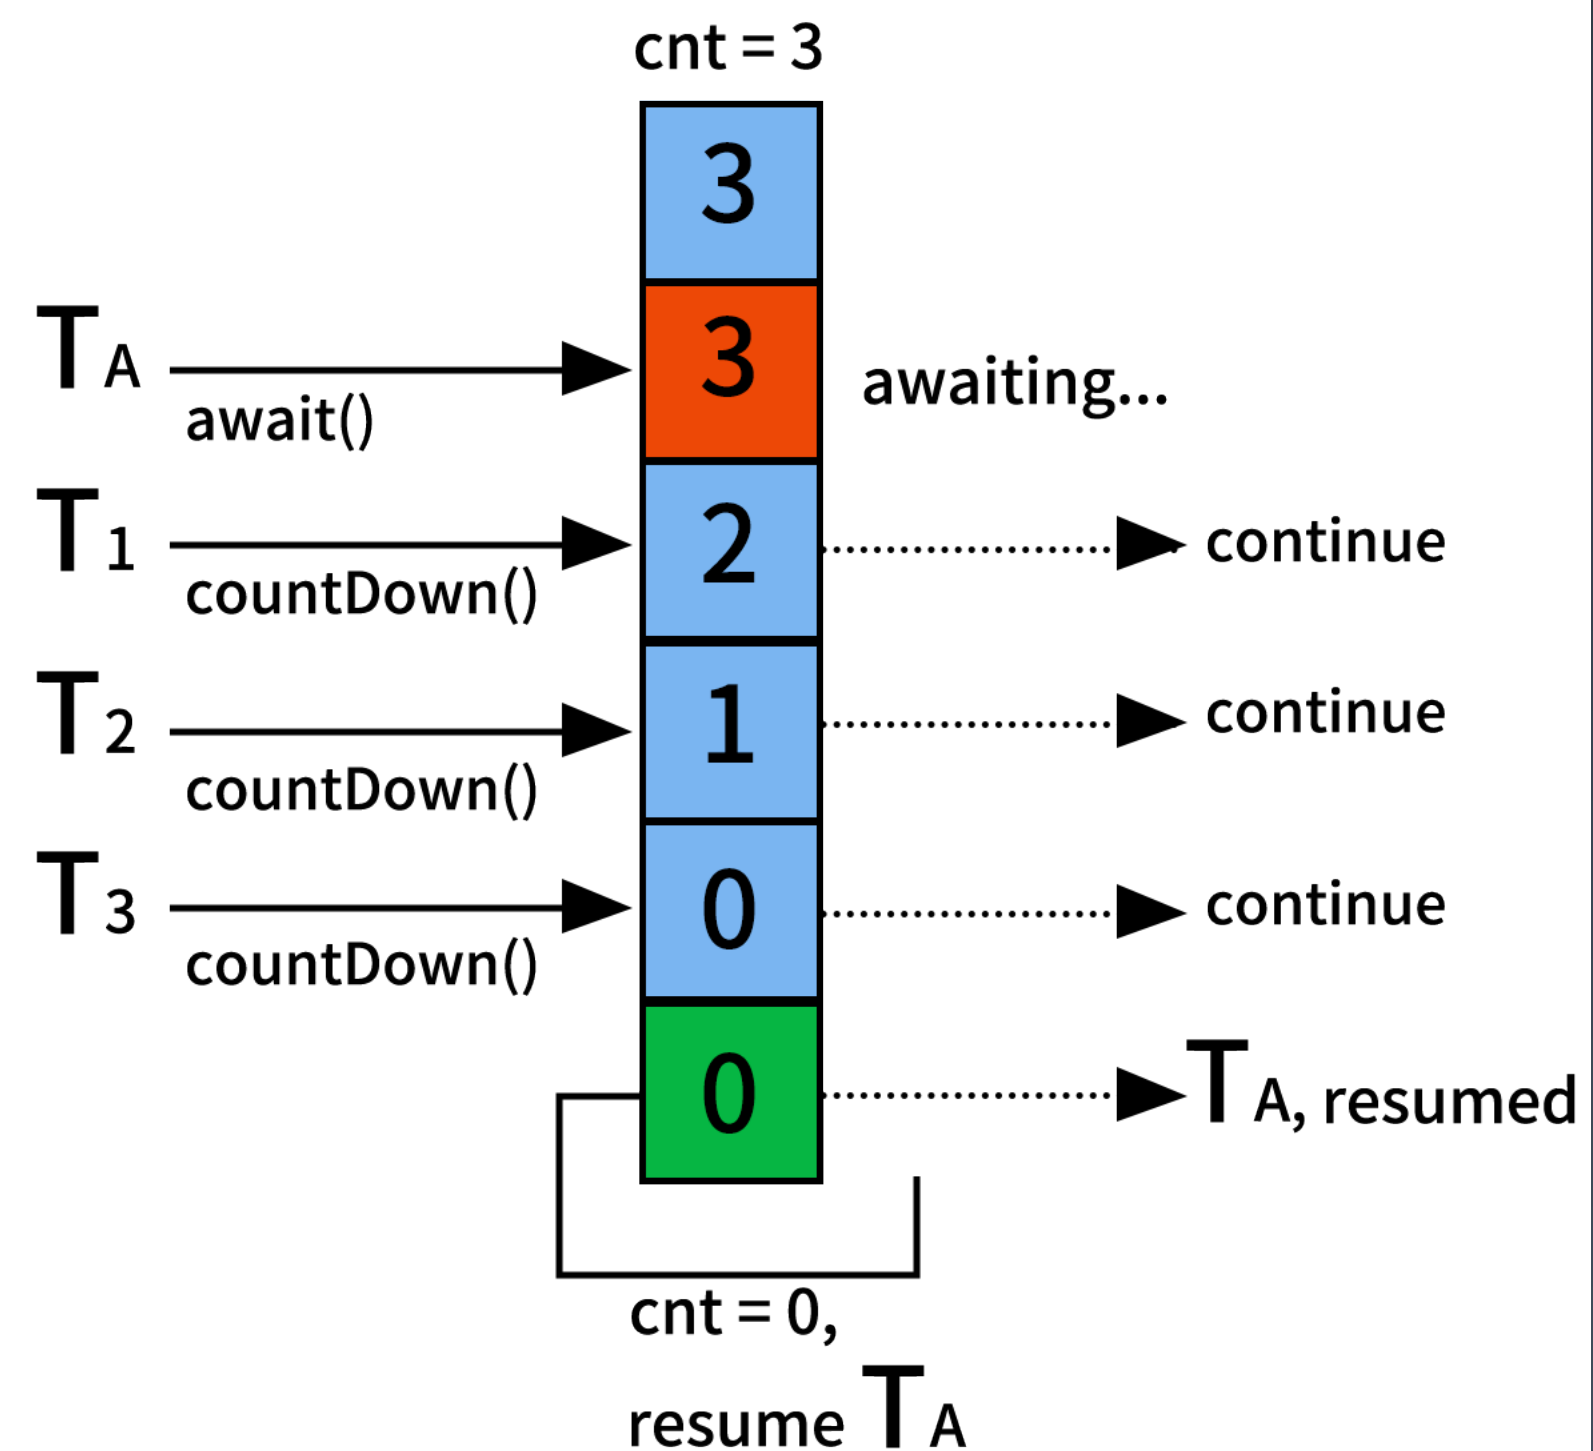 cnt = 3
3
TA
await()
3
awaiting...
T1
countDown()
2
continue
T2
countDown()
1
continue
T3
countDown()
0
continue
0
TA, resumed
cnt = 0,
resume TA